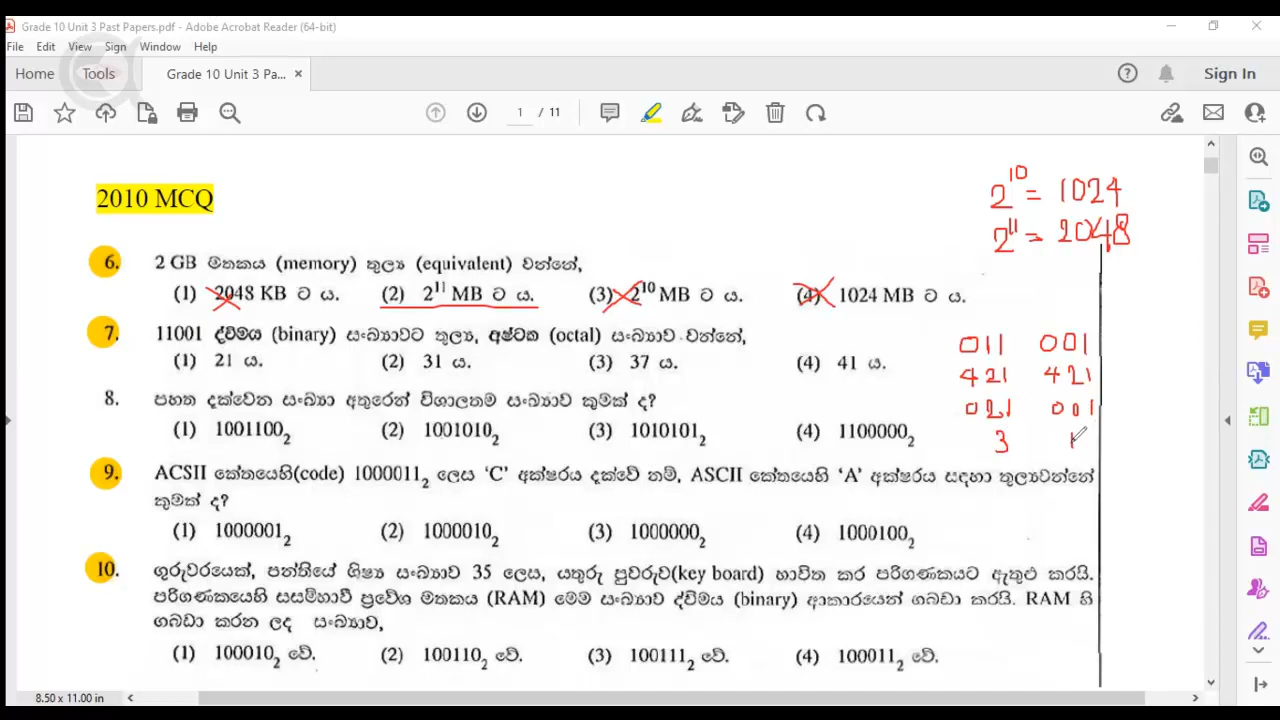 Grade 10 Unit 3 Past Papers.pdf - Adobe Acrobat Reader (64-bit)
File Edit View Sign Window Help
Home Tools Grade 10 Unit 3 Pa... × Sign In
1 / 11
2010 MCQ
2¹⁰ = 1024
2¹¹ = 2048
6. 2 GB මතකය (memory) තුල්‍ය (equivalent) වන්නේ,
(1) 2048 KB ට ය. (2) 2¹¹ MB ට ය. (3) 2¹⁰ MB ට ය. (4) 1024 MB ට ය.
7. 11001 ද්විමය (binary) සංඛ්‍යාවට තුල්‍ය, අෂ්ටක (octal) සංඛ්‍යාව වන්නේ,
(1) 21 ය. (2) 31 ය. (3) 37 ය. (4) 41 ය.
011 001
421 421
021 001
3 1
8. පහත දක්වෙන සංඛ්‍යා අතුරෙන් විශාලතම සංඛ්‍යාව කුමක් ද?
(1) 1001100₂ (2) 1001010₂ (3) 1010101₂ (4) 1100000₂
9. ACSII කේතයෙහි(code) 1000011₂ ලෙස ‘C’ අක්ෂරය දක්වේ නම්, ASCII කේතයෙහි ‘A’ අක්ෂරය සඳහා තුල්‍යවන්නේ
කුමක් ද?
(1) 1000001₂ (2) 1000010₂ (3) 1000000₂ (4) 1000100₂
10. ගුරුවරයෙක්, පන්තියේ ශිෂ්‍ය සංඛ්‍යාව 35 ලෙස, යතුරු පුවරුව(key board) භාවිත කර පරිගණකයට ඇතුළු කරයි.
පරිගණකයෙහි සසම්භාවී ප්‍රවේශ මතකය (RAM) මෙම සංඛ්‍යාව ද්විමය (binary) ආකාරයෙන් ගබඩා කරයි. RAM හි
ගබඩා කරන ලද සංඛ්‍යාව,
(1) 100010₂ වේ. (2) 100110₂ වේ. (3) 100111₂ වේ. (4) 100011₂ වේ.
8.50 x 11.00 in